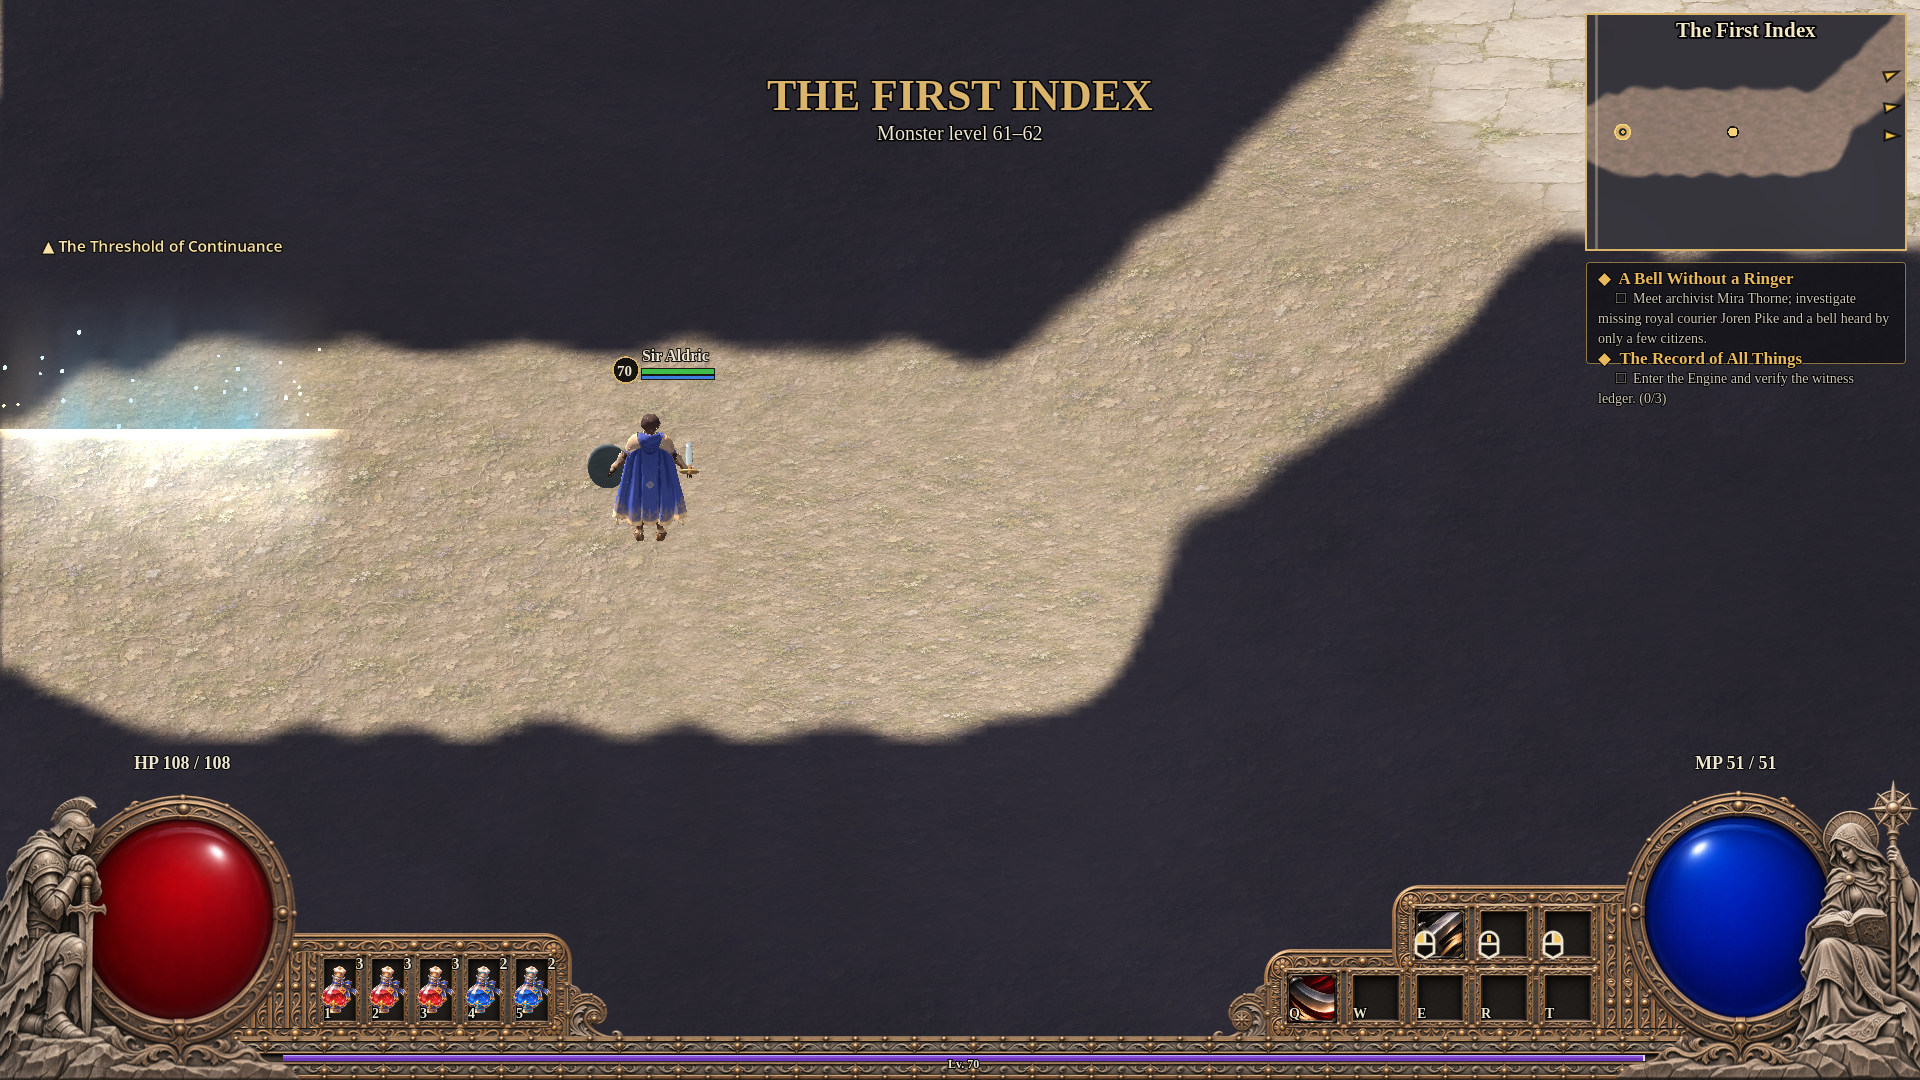 The First Index
THE FIRST INDEX
Monster level 61–62
▲ The Threshold of Continuance
◆ A Bell Without a Ringer
☐ Meet archivist Mira Thorne; investigate
missing royal courier Joren Pike and a bell heard by
only a few citizens.
◆ The Record of All Things
☐ Enter the Engine and verify the witness
ledger. (0/3)
Sir Aldric
70
HP 108 / 108
MP 51 / 51
3 3 3 2 2
1 2 3 4 5
Q W E R T
Lv. 70